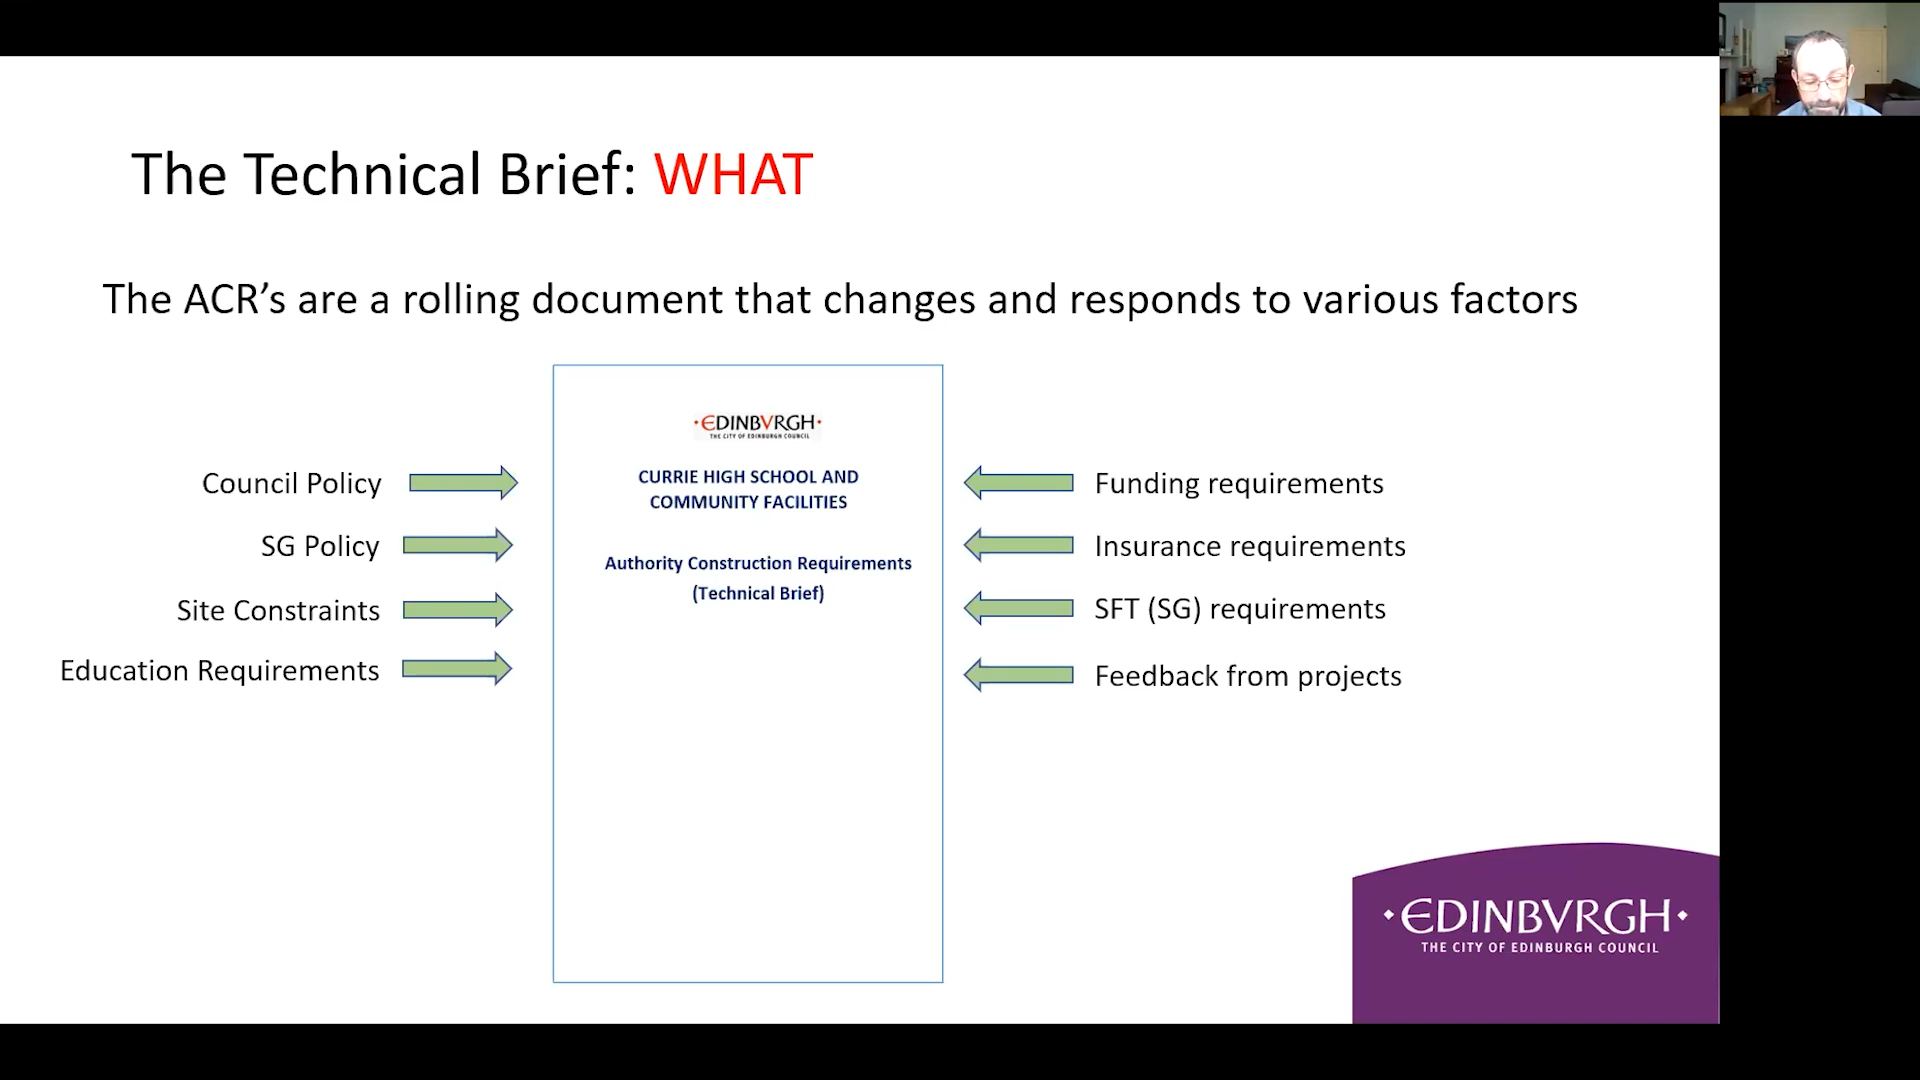 The Technical Brief: WHAT
The ACR’s are a rolling document that changes and responds to various factors
Council Policy
SG Policy
Site Constraints
Education Requirements
·EDINBVRGH·
THE CITY OF EDINBURGH COUNCIL
CURRIE HIGH SCHOOL AND
COMMUNITY FACILITIES
Authority Construction Requirements
(Technical Brief)
Funding requirements
Insurance requirements
SFT (SG) requirements
Feedback from projects
·EDINBVRGH·
THE CITY OF EDINBURGH COUNCIL